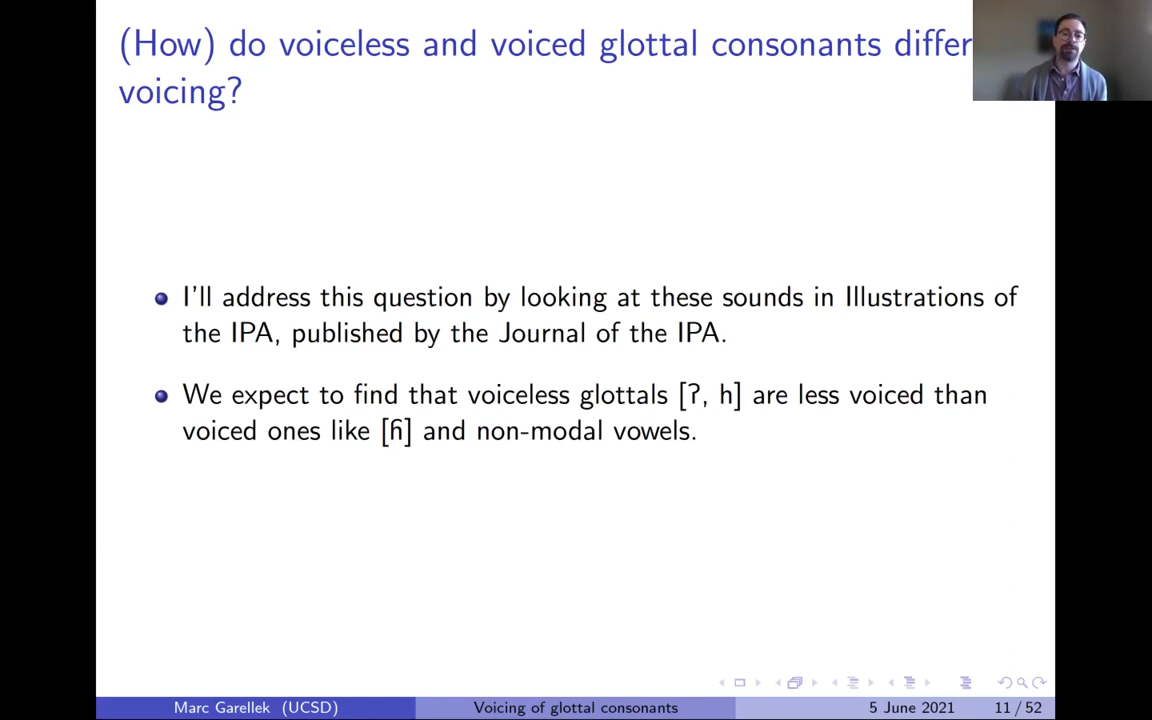 (How) do voiceless and voiced glottal consonants differ
voicing?
I'll address this question by looking at these sounds in Illustrations of
the IPA, published by the Journal of the IPA.
We expect to find that voiceless glottals [ʔ, h] are less voiced than
voiced ones like [ɦ] and non-modal vowels.
Marc Garellek (UCSD) Voicing of glottal consonants 5 June 2021 11 / 52